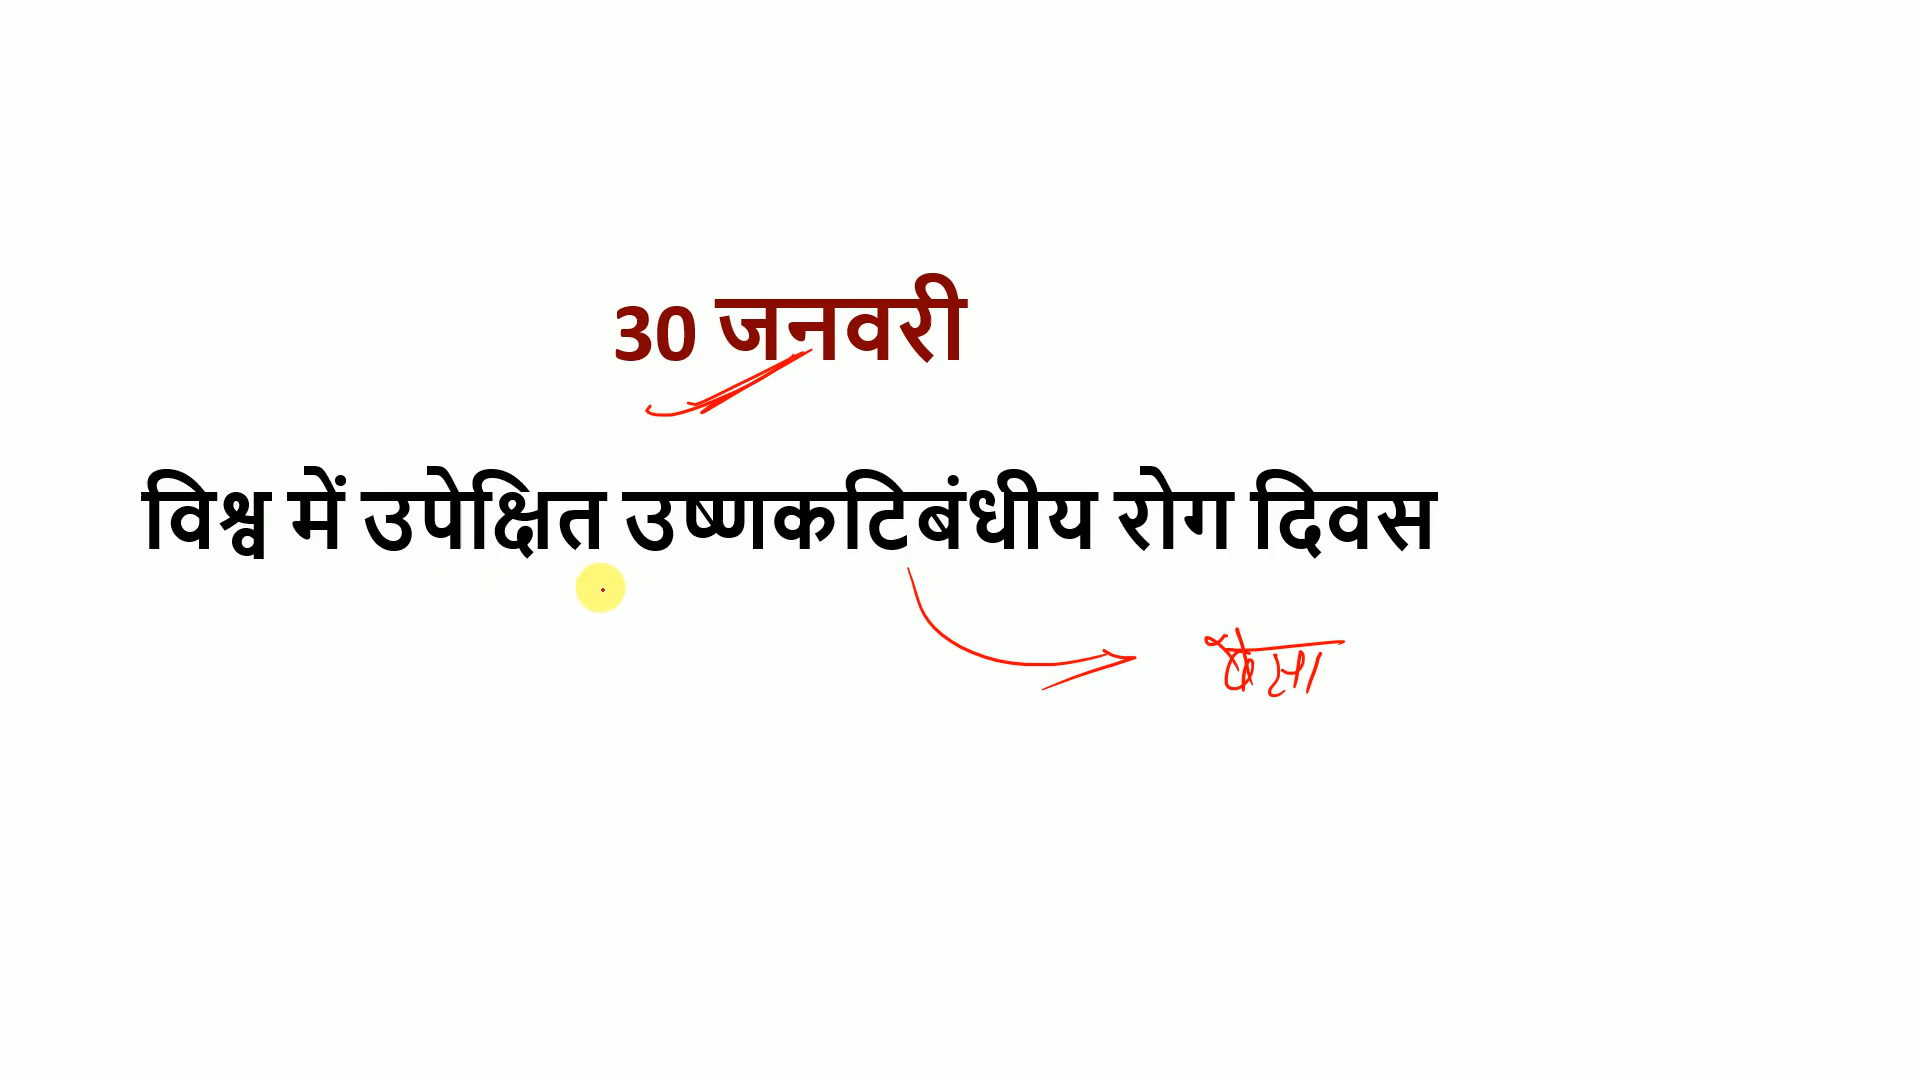 30 जनवरी
विश्व में उपेक्षित उष्णकटिबंधीय रोग दिवस